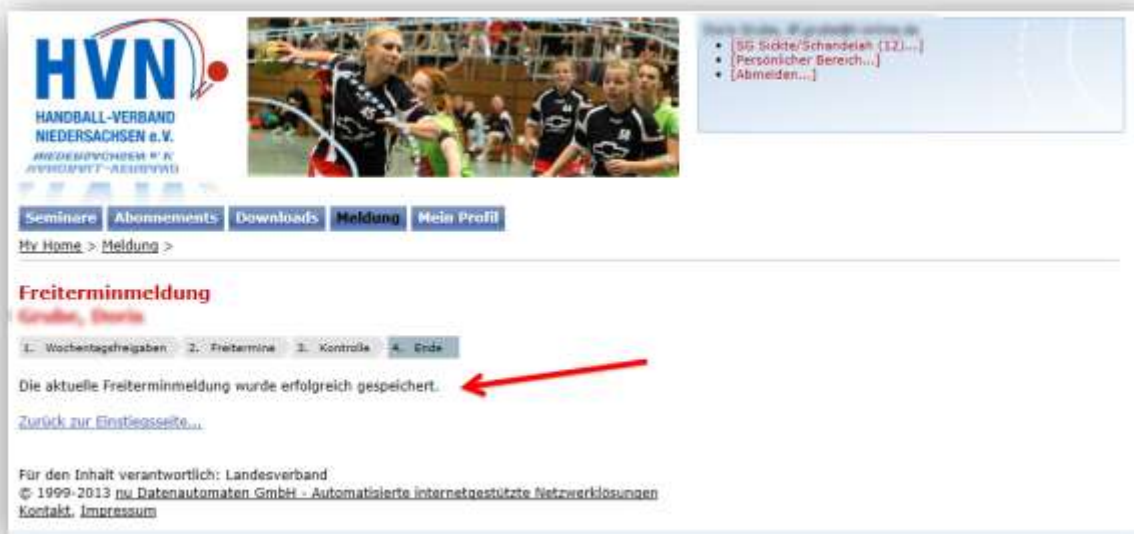 HVN
HANDBALL-VERBAND
NIEDERSACHSEN e.V.
[SG Sickte/Schandelah (12)...]
[Persönlicher Bereich...]
[Abmelden...]
Seminare Abonnements Downloads Meldung Mein Profil
My Home > Meldung >
Freiterminmeldung
1. Wochentagsfreigaben 2. Freitermine 3. Kontrolle 4. Ende
Die aktuelle Freiterminmeldung wurde erfolgreich gespeichert.
Zurück zur Einstiegsseite...
Für den Inhalt verantwortlich: Landesverband
© 1999-2013 nu Datenautomaten GmbH - Automatisierte internetgestützte Netzwerklösungen
Kontakt, Impressum